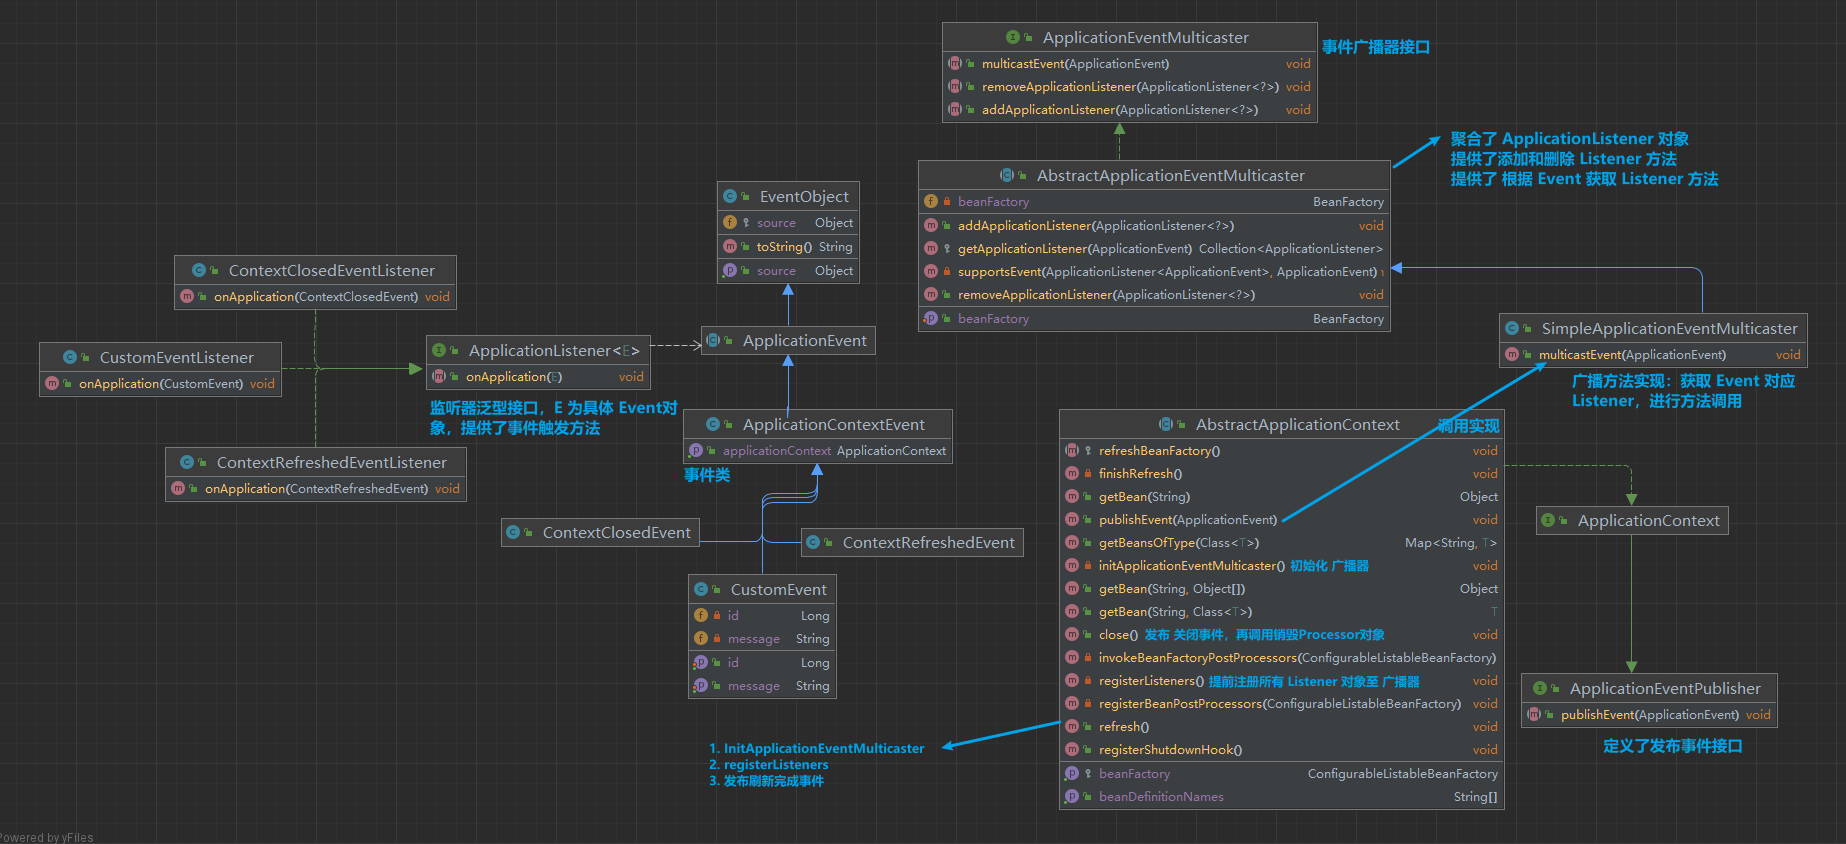 ApplicationEventMulticaster
multicastEvent(ApplicationEvent) void
removeApplicationListener(ApplicationListener<?>) void
addApplicationListener(ApplicationListener<?>) void
事件广播器接口
聚合了 ApplicationListener 对象
提供了添加和删除 Listener 方法
提供了 根据 Event 获取 Listener 方法
AbstractApplicationEventMulticaster
beanFactory BeanFactory
addApplicationListener(ApplicationListener<?>) void
getApplicationListener(ApplicationEvent) Collection<ApplicationListener>
supportsEvent(ApplicationListener<ApplicationEvent>, ApplicationEvent)
removeApplicationListener(ApplicationListener<?>) void
beanFactory BeanFactory
EventObject
source Object
toString() String
source Object
ContextClosedEventListener
onApplication(ContextClosedEvent) void
CustomEventListener
onApplication(CustomEvent) void
ApplicationListener<E>
onApplication(E) void
监听器泛型接口，E 为具体 Event对
象，提供了事件触发方法
ApplicationEvent
SimpleApplicationEventMulticaster
multicastEvent(ApplicationEvent) void
广播方法实现：获取 Event 对应
Listener，进行方法调用
ApplicationContextEvent
applicationContext ApplicationContext
事件类
ContextRefreshedEventListener
onApplication(ContextRefreshedEvent) void
ContextClosedEvent
ContextRefreshedEvent
CustomEvent
id Long
message String
id Long
message String
AbstractApplicationContext
调用实现
refreshBeanFactory() void
finishRefresh() void
getBean(String) Object
publishEvent(ApplicationEvent) void
getBeansOfType(Class<T>) Map<String, T>
initApplicationEventMulticaster() 初始化 广播器 void
getBean(String, Object[]) Object
getBean(String, Class<T>) T
close() 发布 关闭事件，再调用销毁Processor对象 void
invokeBeanFactoryPostProcessors(ConfigurableListableBeanFactory)
registerListeners() 提前注册所有 Listener 对象至 广播器 void
registerBeanPostProcessors(ConfigurableListableBeanFactory) void
refresh() void
registerShutdownHook() void
beanFactory ConfigurableListableBeanFactory
beanDefinitionNames String[]
1. InitApplicationEventMulticaster
2. registerListeners
3. 发布刷新完成事件
ApplicationContext
ApplicationEventPublisher
publishEvent(ApplicationEvent) void
定义了发布事件接口
Powered by yFiles